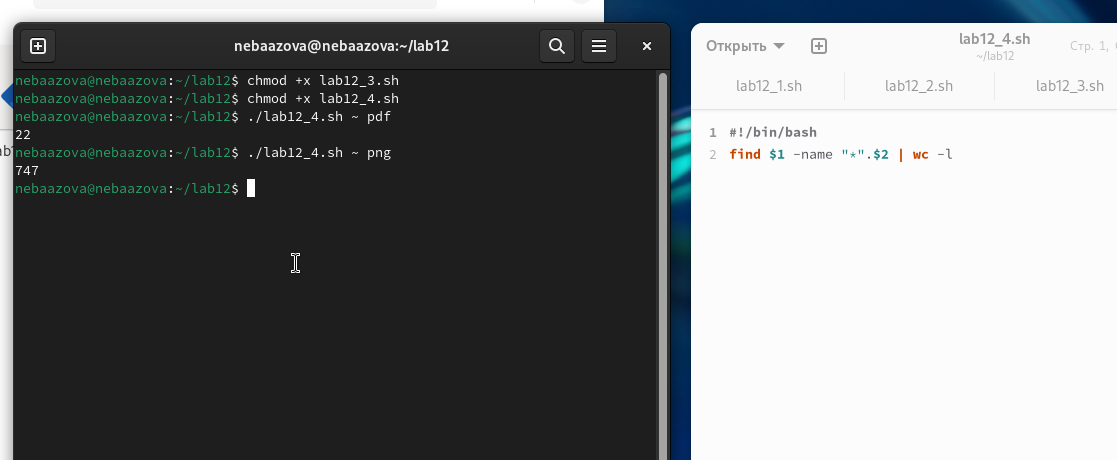 nebaazova@nebaazova:~/lab12
nebaazova@nebaazova:~/lab12$ chmod +x lab12_3.sh
nebaazova@nebaazova:~/lab12$ chmod +x lab12_4.sh
nebaazova@nebaazova:~/lab12$ ./lab12_4.sh ~ pdf
22
nebaazova@nebaazova:~/lab12$ ./lab12_4.sh ~ png
747
nebaazova@nebaazova:~/lab12$
Открыть
lab12_4.sh
~/lab12
Стр. 1,
lab12_1.sh
lab12_2.sh
lab12_3.sh
1 #!/bin/bash
2 find $1 -name "*".$2 | wc -l